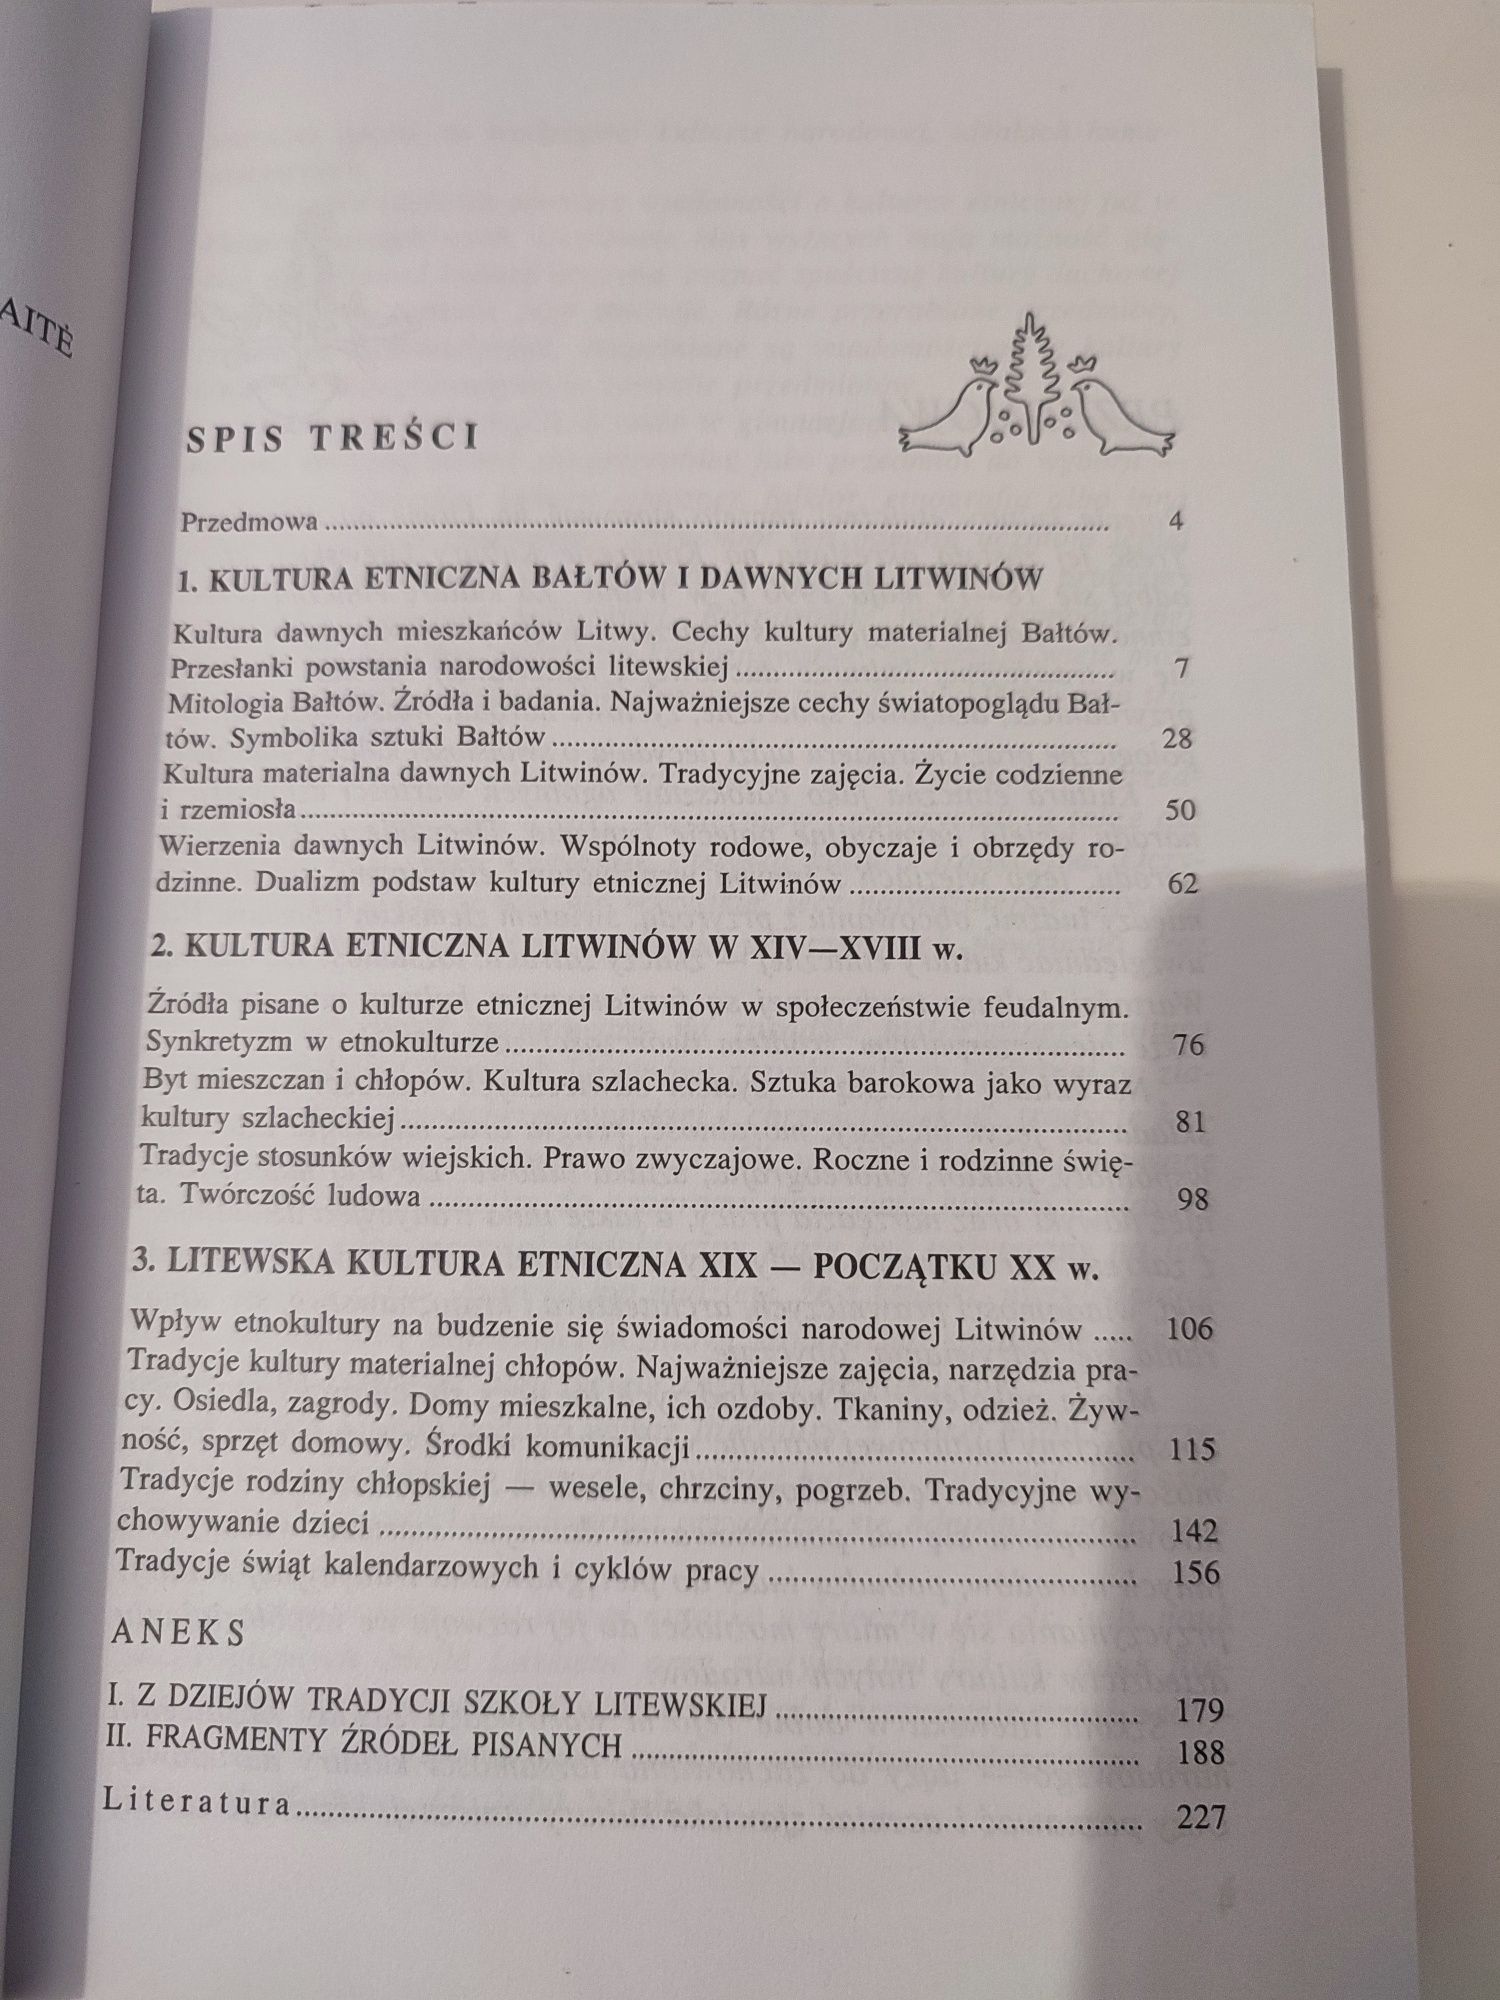 AITĖ
SPIS TREŚCI
Przedmowa ........ 4
1. KULTURA ETNICZNA BAŁTÓW I DAWNYCH LITWINÓW
Kultura dawnych mieszkańców Litwy. Cechy kultury materialnej Bałtów.
Przesłanki powstania narodowości litewskiej ........ 7
Mitologia Bałtów. Źródła i badania. Najważniejsze cechy światopoglądu Bał-
tów. Symbolika sztuki Bałtów ........ 28
Kultura materialna dawnych Litwinów. Tradycyjne zajęcia. Życie codzienne
i rzemiosła ........ 50
Wierzenia dawnych Litwinów. Wspólnoty rodowe, obyczaje i obrzędy ro-
dzinne. Dualizm podstaw kultury etnicznej Litwinów ........ 62
2. KULTURA ETNICZNA LITWINÓW W XIV—XVIII w.
Źródła pisane o kulturze etnicznej Litwinów w społeczeństwie feudalnym.
Synkretyzm w etnokulturze ........ 76
Byt mieszczan i chłopów. Kultura szlachecka. Sztuka barokowa jako wyraz
kultury szlacheckiej ........ 81
Tradycje stosunków wiejskich. Prawo zwyczajowe. Roczne i rodzinne świę-
ta. Twórczość ludowa ........ 98
3. LITEWSKA KULTURA ETNICZNA XIX — POCZĄTKU XX w.
Wpływ etnokultury na budzenie się świadomości narodowej Litwinów ..... 106
Tradycje kultury materialnej chłopów. Najważniejsze zajęcia, narzędzia pra-
cy. Osiedla, zagrody. Domy mieszkalne, ich ozdoby. Tkaniny, odzież. Żyw-
ność, sprzęt domowy. Środki komunikacji ........ 115
Tradycje rodziny chłopskiej — wesele, chrzciny, pogrzeb. Tradycyjne wy-
chowywanie dzieci ........ 142
Tradycje świąt kalendarzowych i cyklów pracy ........ 156
ANEKS
I. Z DZIEJÓW TRADYCJI SZKOŁY LITEWSKIEJ ........ 179
II. FRAGMENTY ŹRÓDEŁ PISANYCH ........ 188
Literatura ........ 227